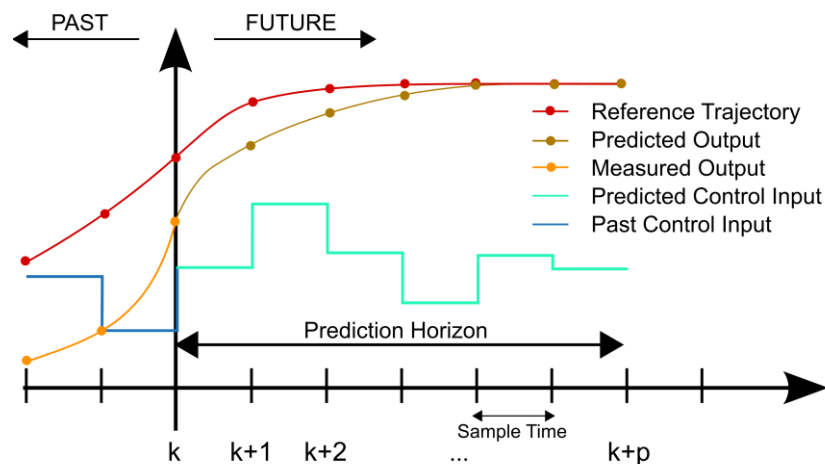 PAST
FUTURE
Reference Trajectory
Predicted Output
Measured Output
Predicted Control Input
Past Control Input
Prediction Horizon
Sample Time
k
k+1
k+2
...
k+p